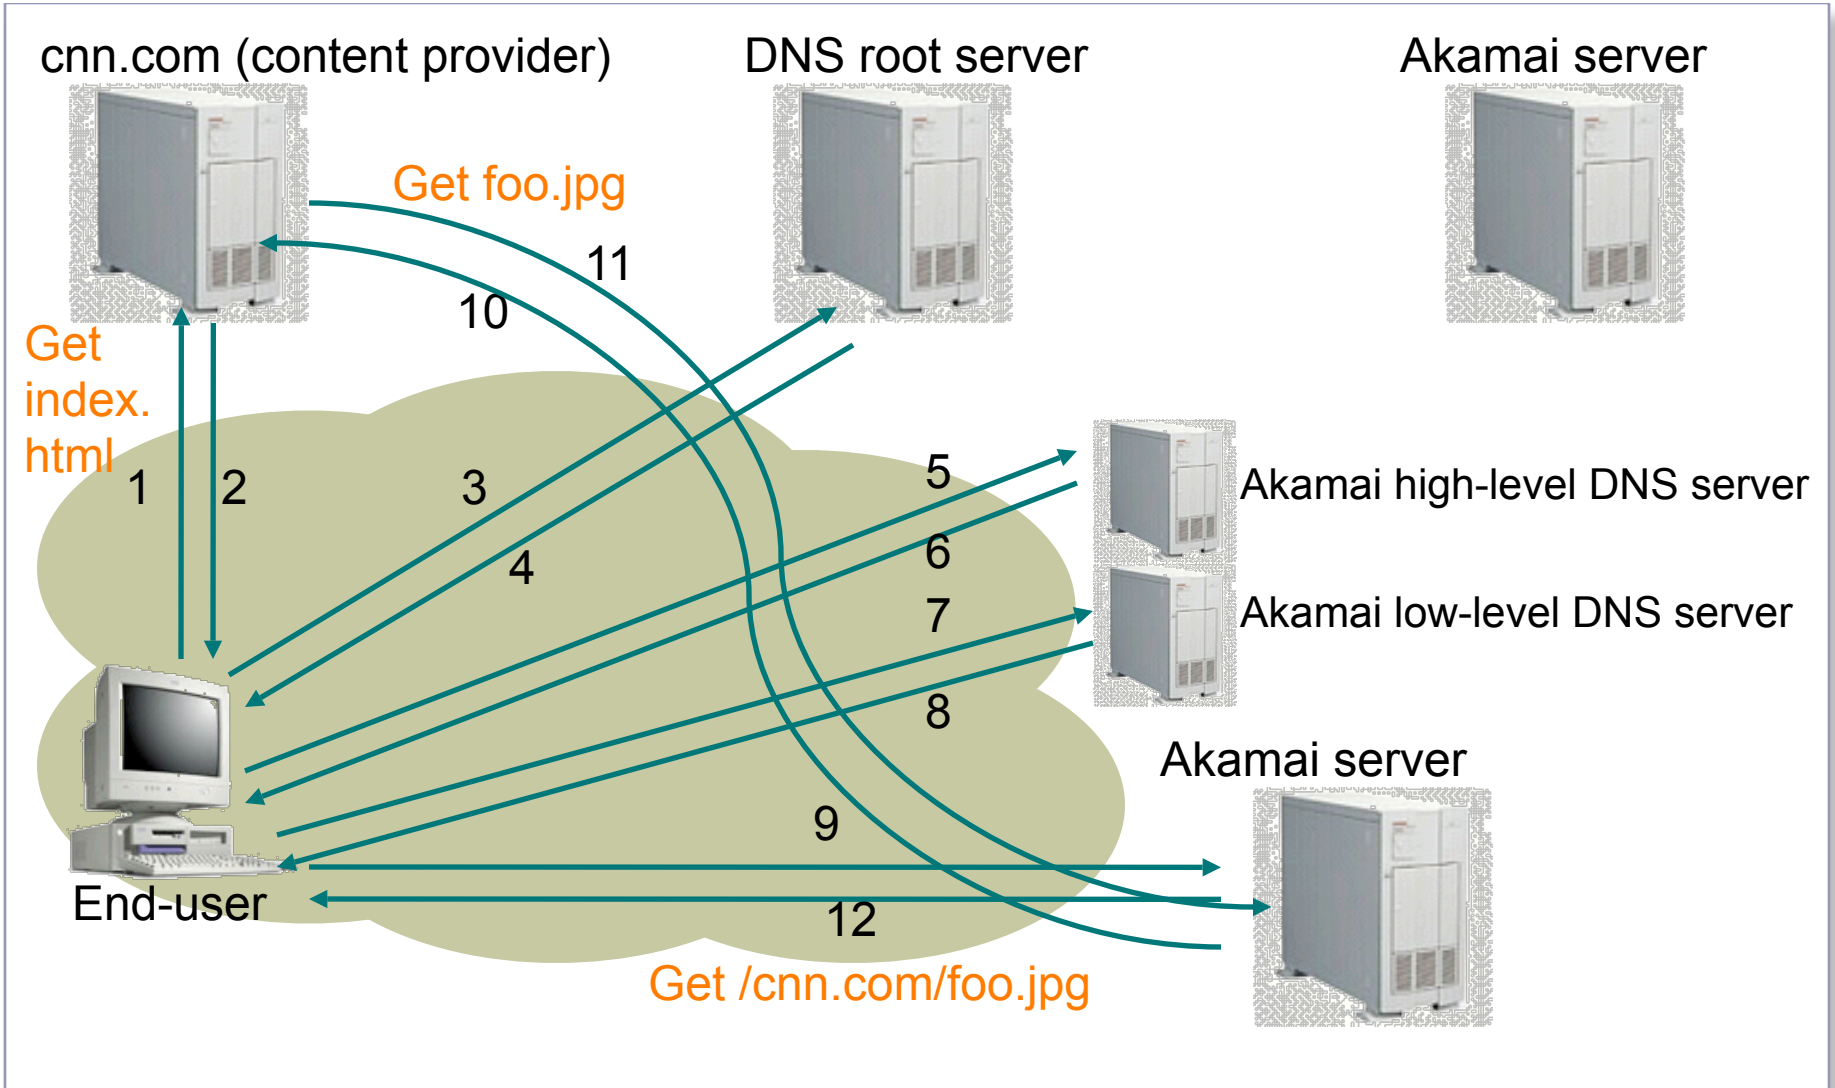 cnn.com (content provider)
DNS root server
Akamai server
Get foo.jpg
11
10
Get
index.
html
1
2
3
4
5
Akamai high-level DNS server
6
7
Akamai low-level DNS server
8
Akamai server
9
End-user
12
Get /cnn.com/foo.jpg